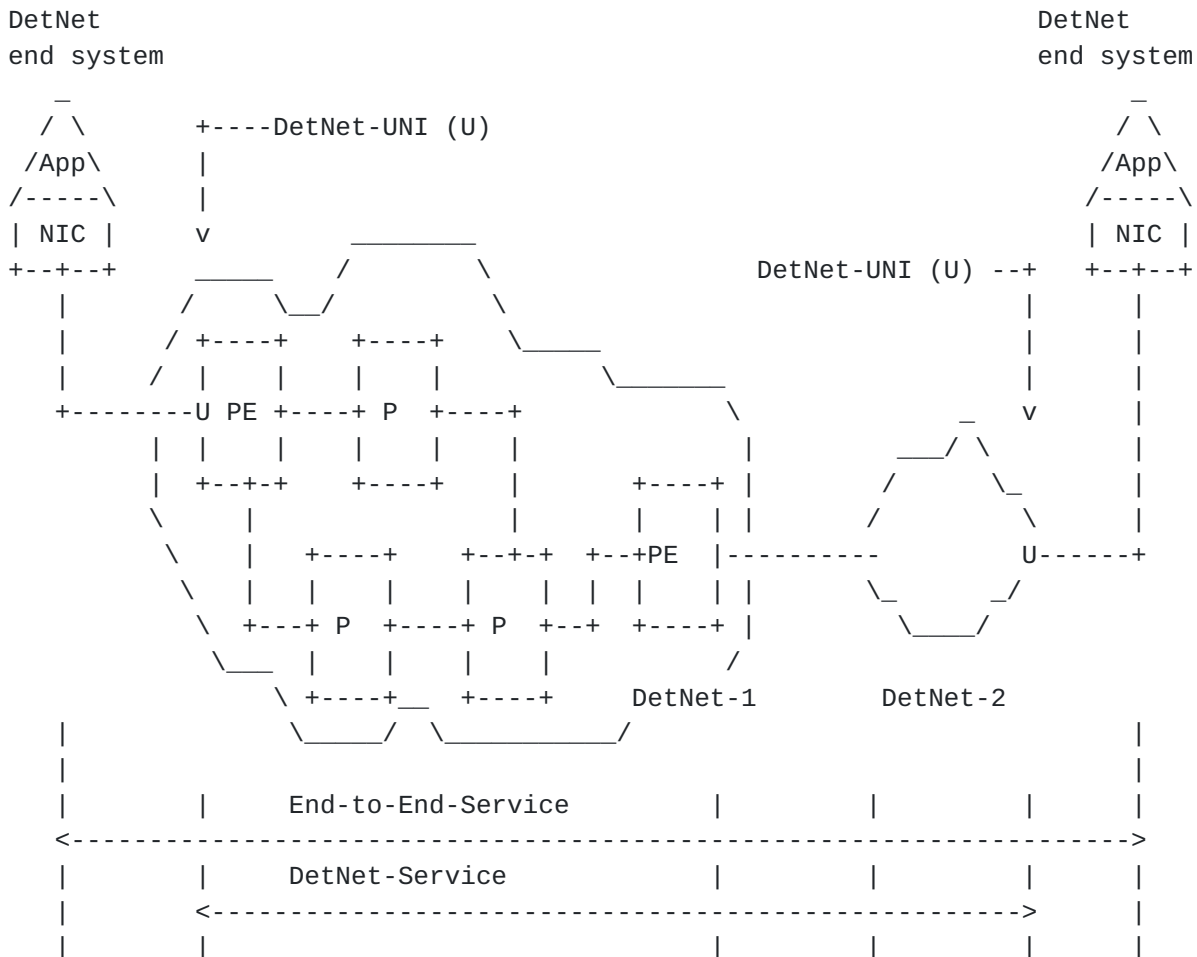 DetNet DetNet
end system end system
+----DetNet-UNI (U)
/App\ /App\
| NIC | | NIC |
DetNet-UNI (U) --+
U PE P
PE U
P P
DetNet-1 DetNet-2
End-to-End-Service
DetNet-Service